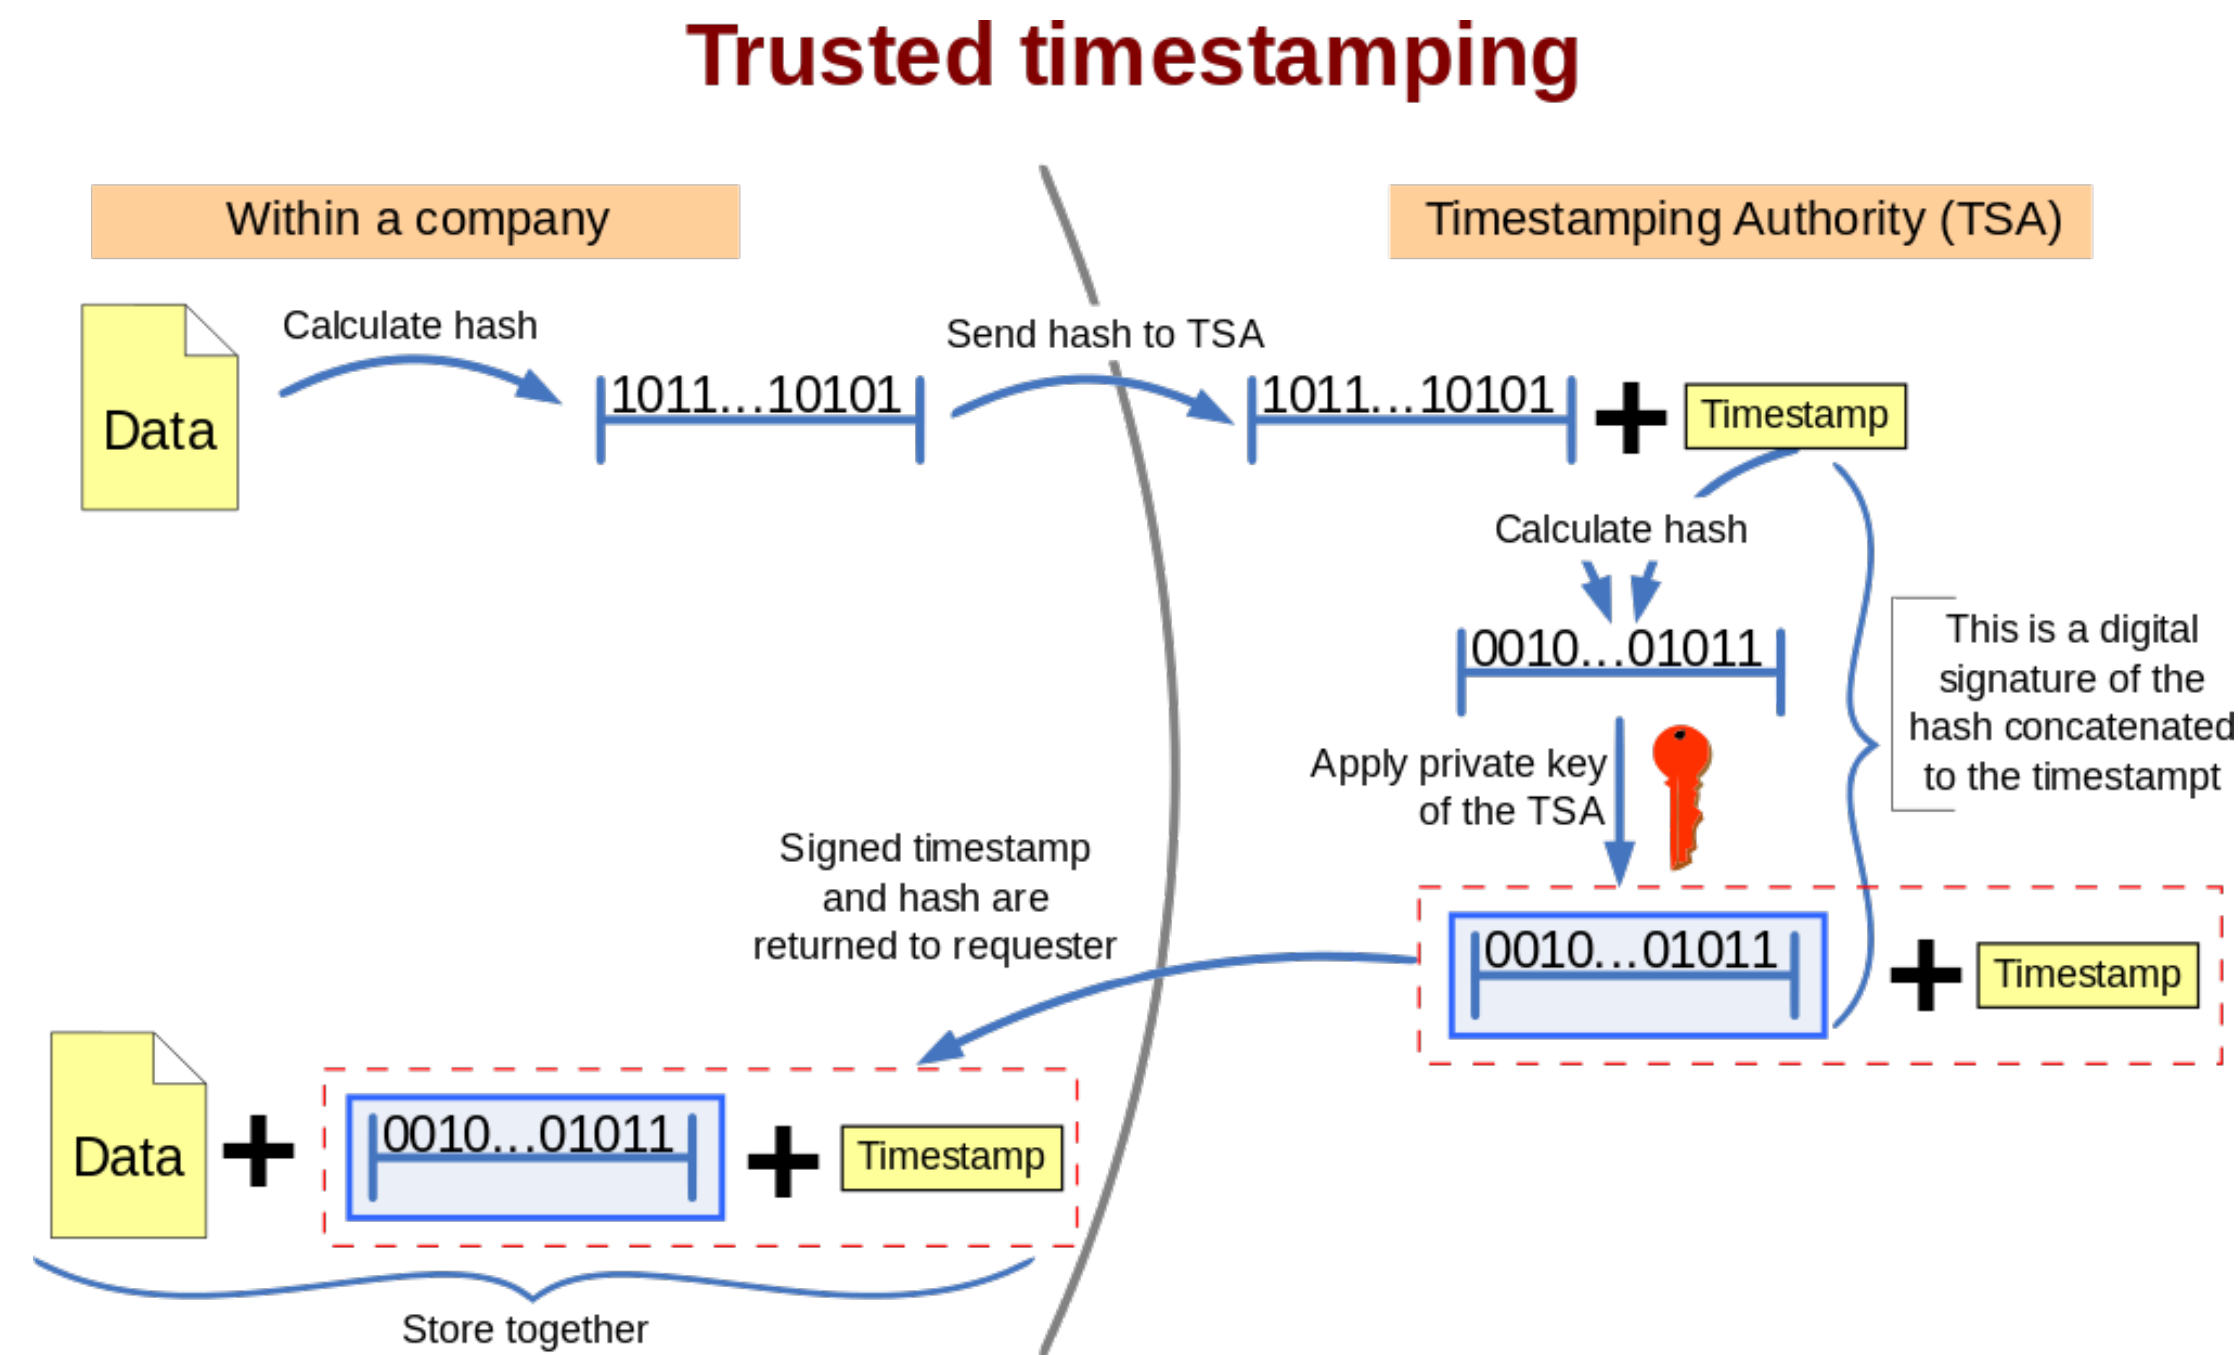 Trusted timestamping
Within a company
Timestamping Authority (TSA)
Calculate hash
Send hash to TSA
Data
1011...10101
1011...10101
Timestamp
Calculate hash
0010...01011
This is a digital
signature of the
hash concatenated
to the timestampt
Apply private key
of the TSA
Signed timestamp
and hash are
returned to requester
0010...01011
Timestamp
Data
0010...01011
Timestamp
Store together